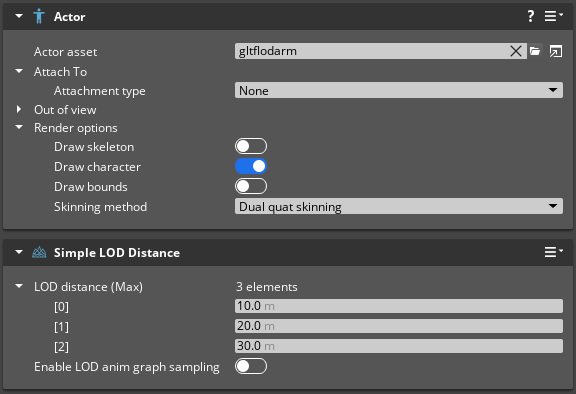 Actor ?
Actor asset gltflodarm
Attach To
Attachment type None
Out of view
Render options
Draw skeleton
Draw character
Draw bounds
Skinning method Dual quat skinning
Simple LOD Distance
LOD distance (Max) 3 elements
[0] 10.0 m
[1] 20.0 m
[2] 30.0 m
Enable LOD anim graph sampling